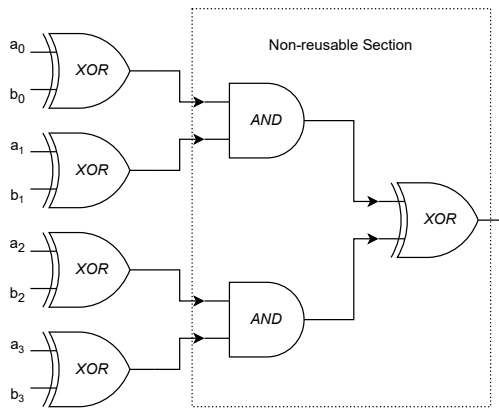 Non-reusable Section
a0
XOR
b0
AND
a1
XOR
b1
XOR
a2
XOR
b2
AND
a3
XOR
b3